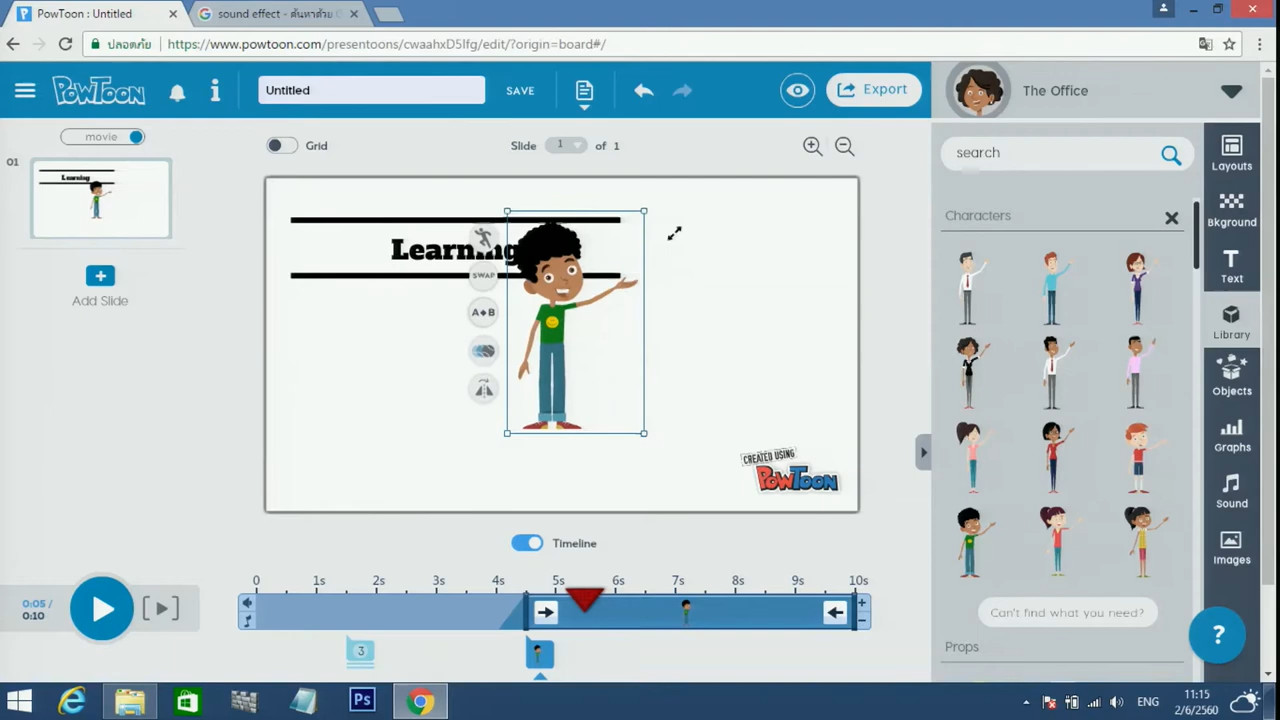 PowToon : Untitled
sound effect - ค้นหาด้วย G
ปลอดภัย
https://www.powtoon.com/presentoons/cwaahxD5lfg/edit/?origin=board#/
POWTOON
Untitled
SAVE
Export
The Office
movie
Grid
Slide 1 of 1
search
Layouts
01
Learning
Learning
Characters
Bkground
Text
SWAP
Add Slide
A B
Library
Objects
Graphs
CREATED USING
POWTOON
Sound
Timeline
Images
0 1s 2s 3s 4s 5s 6s 7s 8s 9s 10s
0:05 /
0:10
Can't find what you need?
?
3
Props
Ps
ENG
11:15
2/6/2560